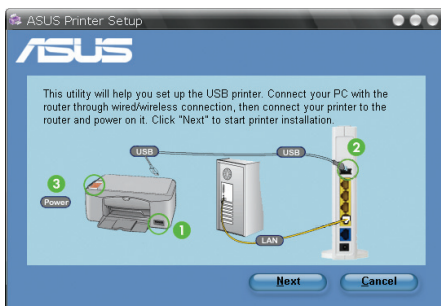 ASUS Printer Setup
ASUS
This utility will help you set up the USB printer. Connect your PC with the
router through wired/wireless connection, then connect your printer to the
router and power on it. Click "Next" to start printer installation.
USB
USB
2
3
Power
1
LAN
Next
Cancel